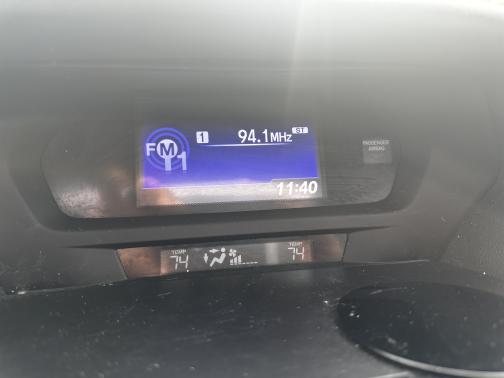 FM1
1 94.1MHz ST
PASSENGER
AIRBAG
11:40
TEMP
74
TEMP
74